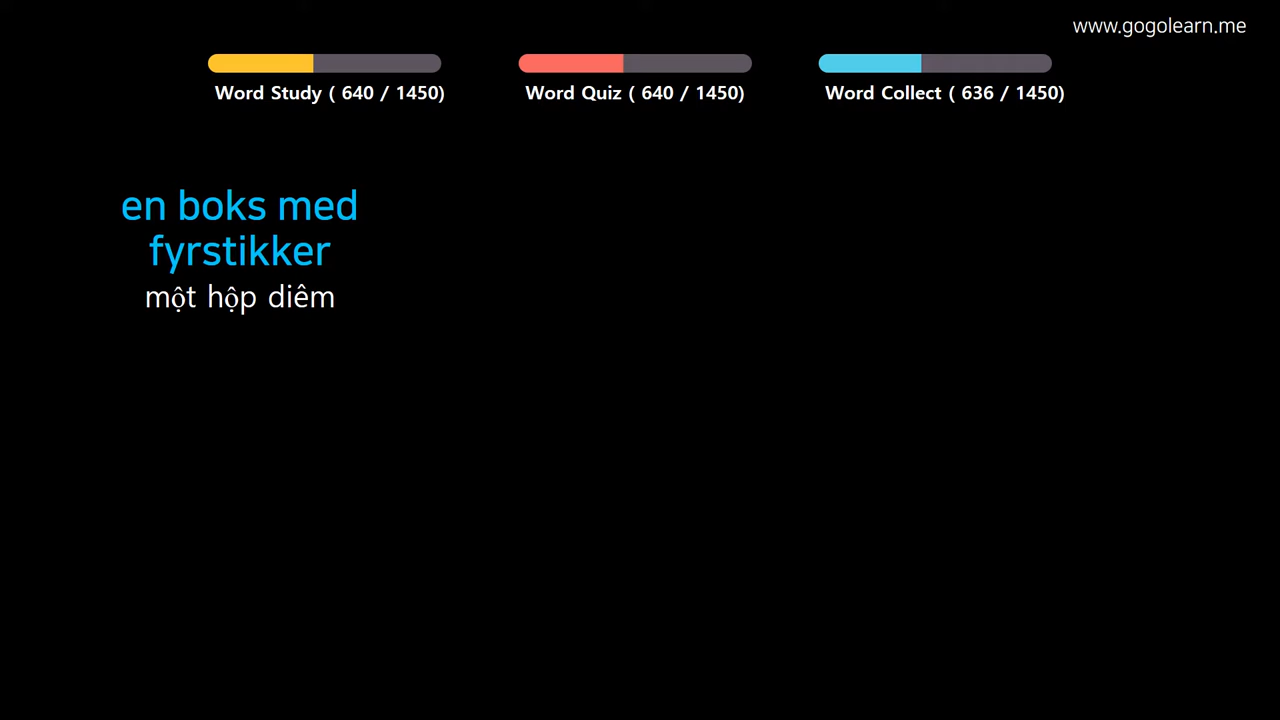 www.gogolearn.me
Word Study ( 640 / 1450)
Word Quiz ( 640 / 1450)
Word Collect ( 636 / 1450)
en boks med
fyrstikker
một hộp diêm